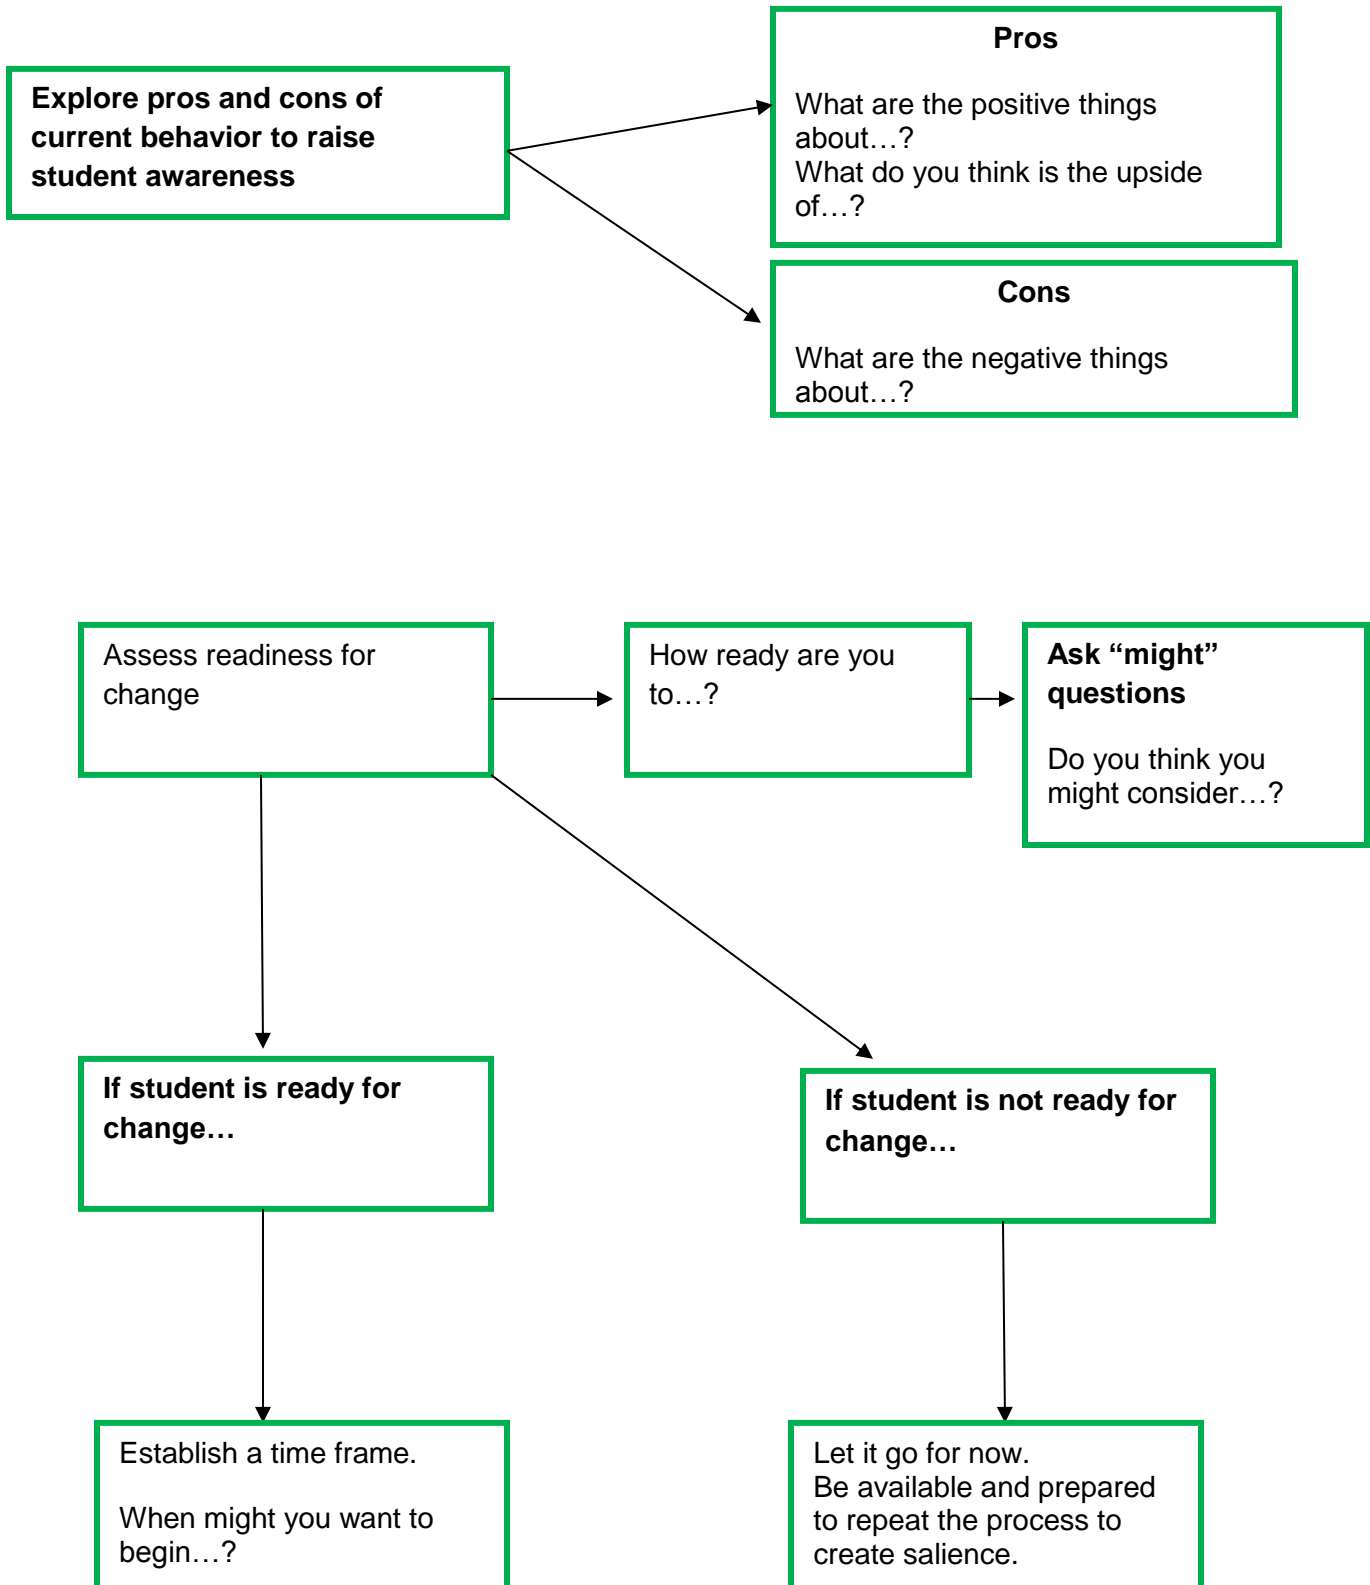 Explore pros and cons of
current behavior to raise
student awareness
Pros
What are the positive things
about…?
What do you think is the upside
of…?
Cons
What are the negative things
about…?
Assess readiness for
change
How ready are you
to…?
Ask “might”
questions
Do you think you
might consider…?
If student is ready for
change…
If student is not ready for
change…
Establish a time frame.
When might you want to
begin…?
Let it go for now.
Be available and prepared
to repeat the process to
create salience.